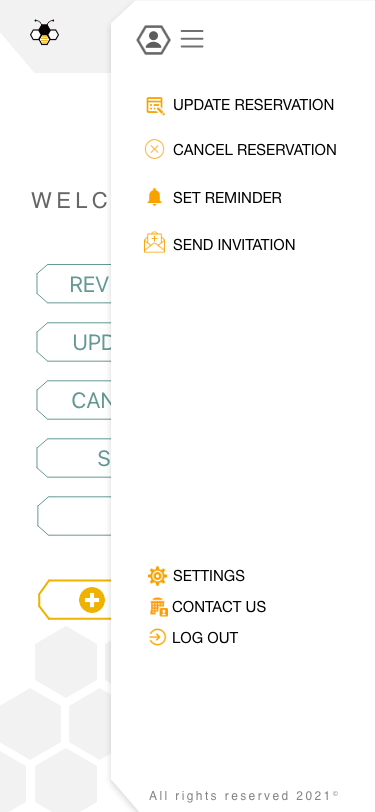 UPDATE RESERVATION
CANCEL RESERVATION
SET REMINDER
SEND INVITATION
WELC
REV
UPD
CAN
S
SETTINGS
CONTACT US
LOG OUT
All rights reserved 2021©